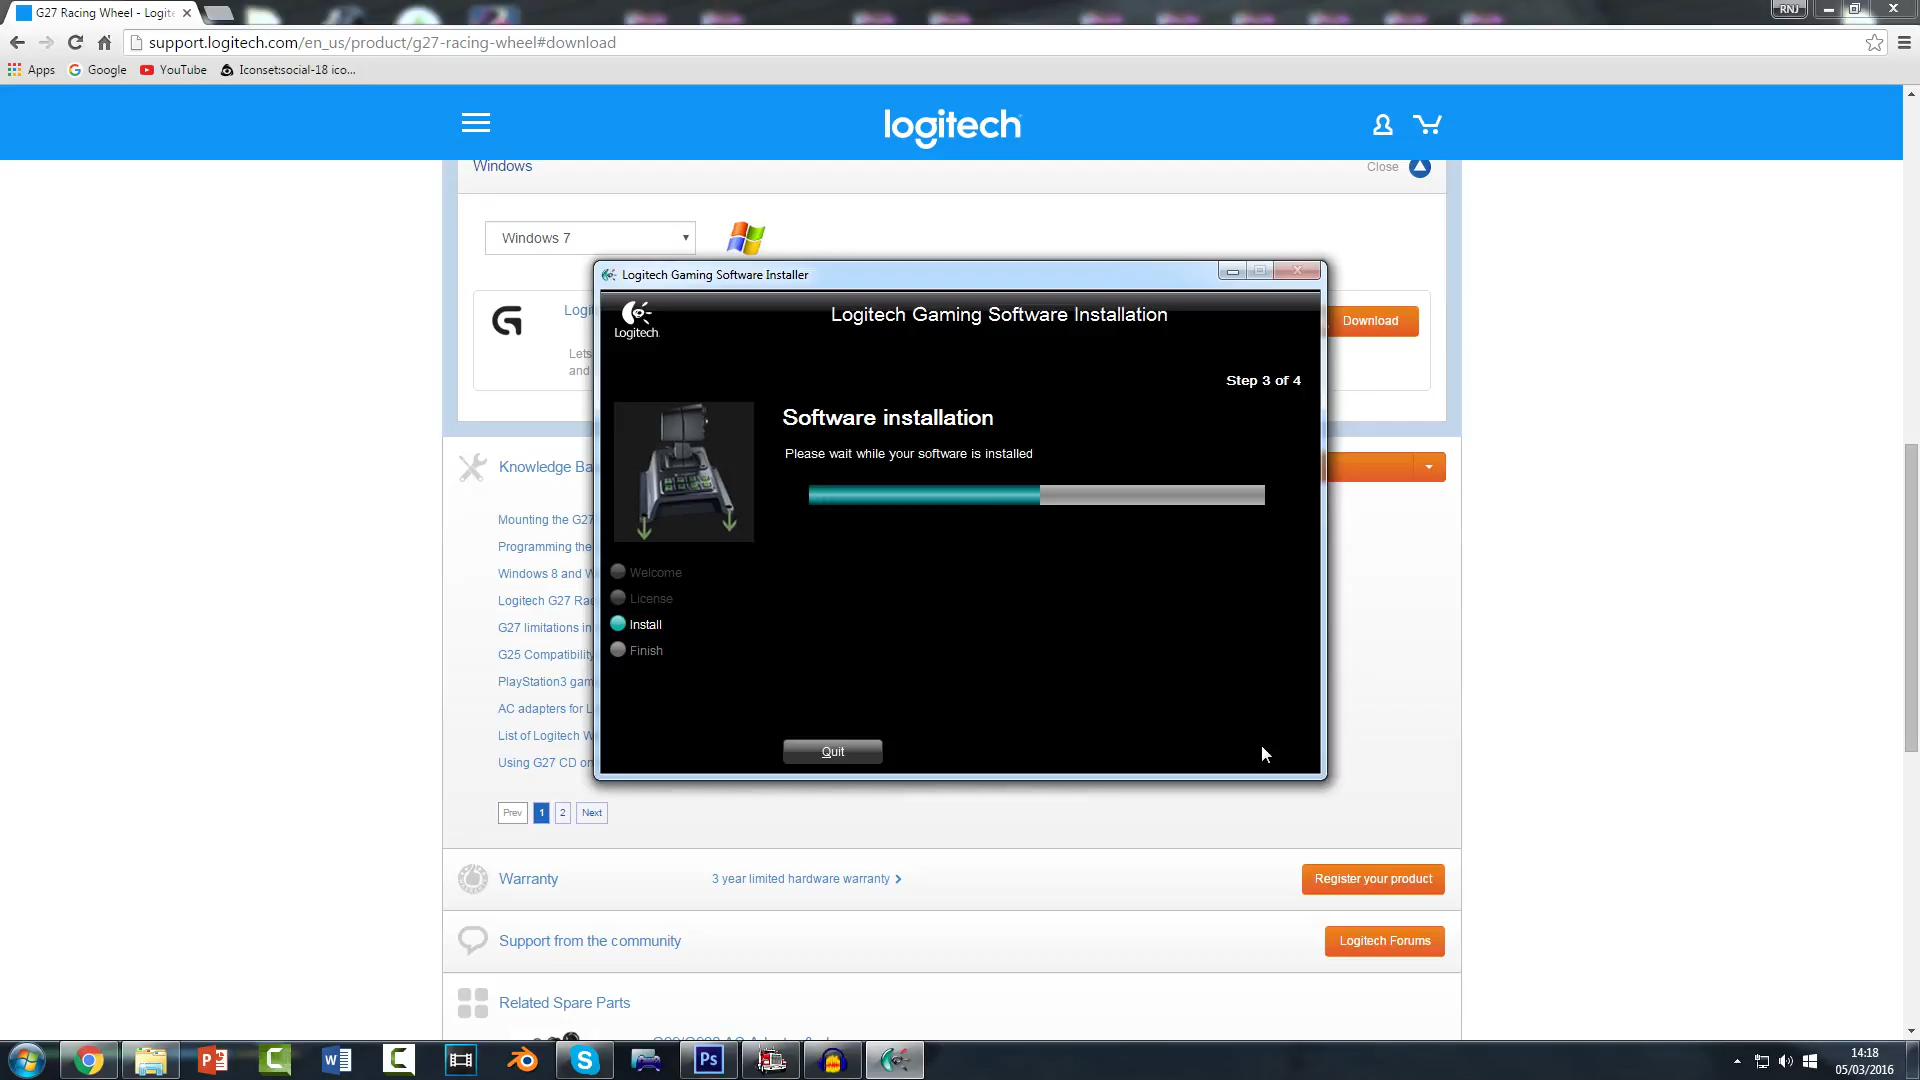 G27 Racing Wheel - Logite
RNJ
support.logitech.com/en_us/product/g27-racing-wheel#download
Apps
Google
YouTube
Iconset:social-18 ico...
logitech
Windows
Close
Windows 7
Logitech Gaming Software Installer
Logitech
Logitech Gaming Software Installation
Logi
Download
Lets
and
Step 3 of 4
Software installation
Please wait while your software is installed
Knowledge Ba
Mounting the G27
Programming the
Windows 8 and W
Logitech G27 Rac
G27 limitations in
G25 Compatibility
PlayStation3 gam
AC adapters for L
List of Logitech W
Using G27 CD on
Welcome
License
Install
Finish
Quit
Prev
1
2
Next
Warranty
3 year limited hardware warranty
Register your product
Support from the community
Logitech Forums
Related Spare Parts
Ps
14:18
05/03/2016